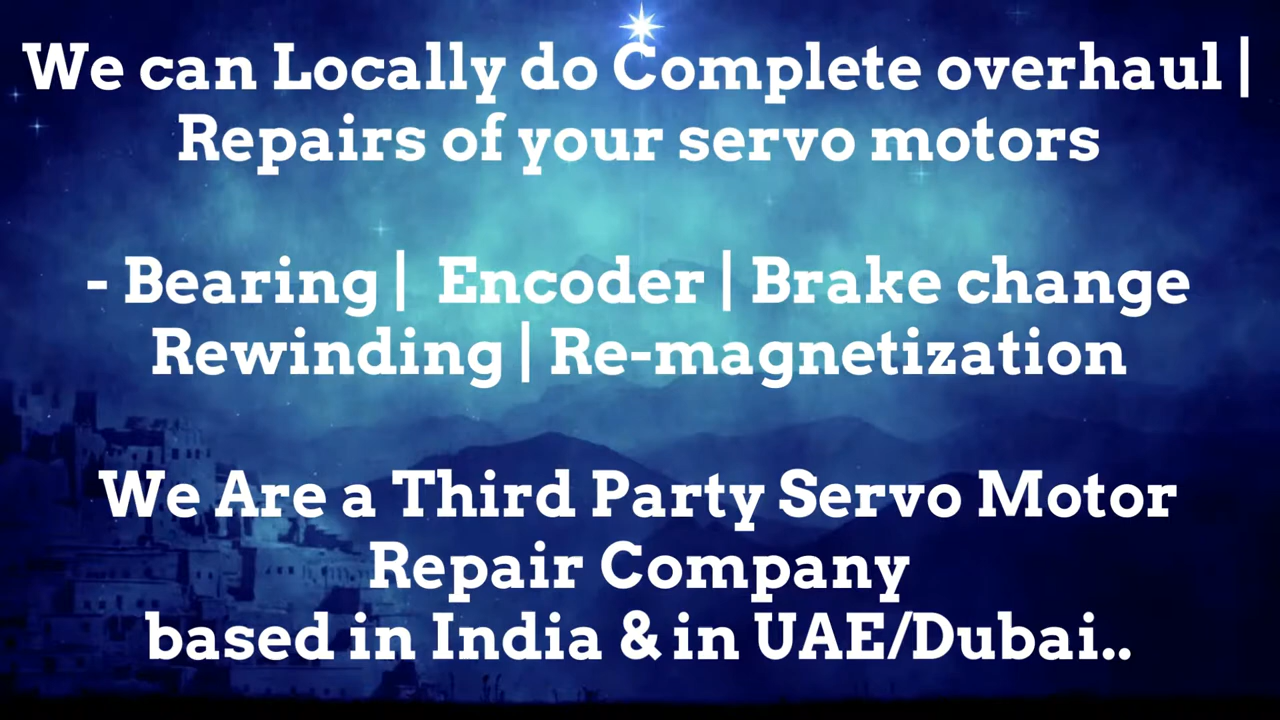 We can Locally do Complete overhaul |
Repairs of your servo motors
- Bearing | Encoder | Brake change
Rewinding | Re-magnetization
We Are a Third Party Servo Motor
Repair Company
based in India & in UAE/Dubai..